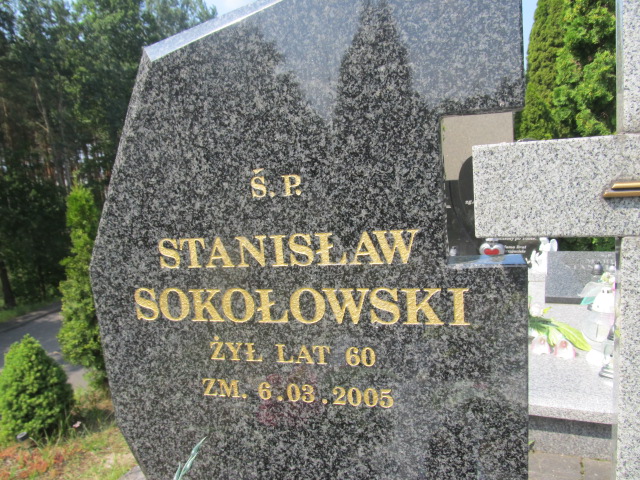 Ś.P.
STANISŁAW
SOKOŁOWSKI
ŻYŁ LAT 60
ZM. 6.03.2005